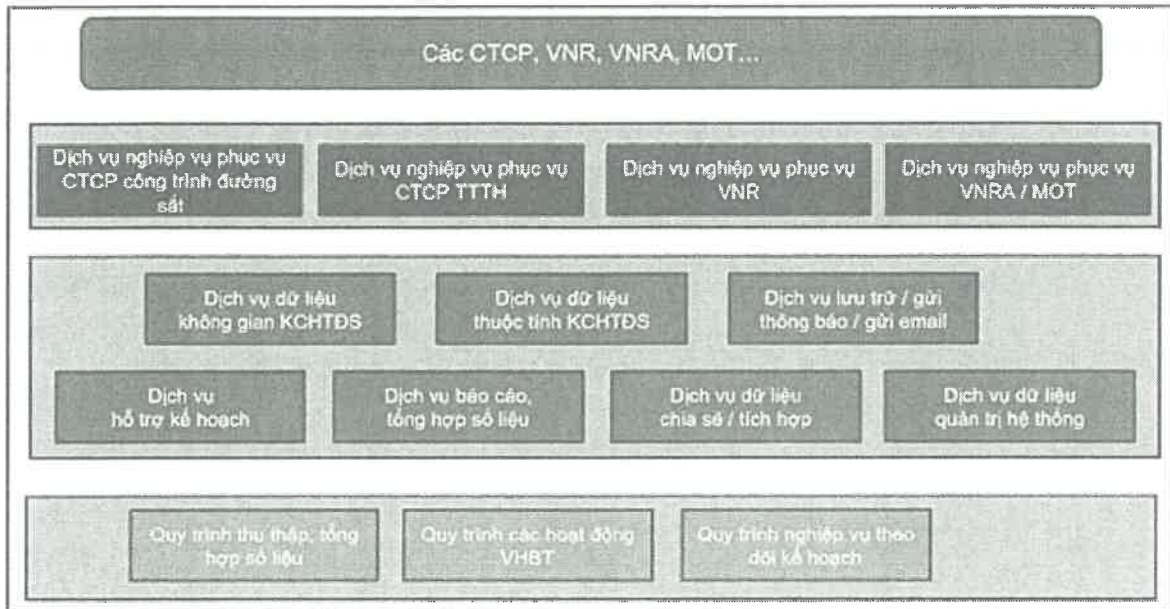 Các CTCP, VNR, VNRA, MOT...
Dịch vụ nghiệp vụ phục vụ
CTCP công trình đường
sắt
Dịch vụ nghiệp vụ phục vụ
CTCP TTTH
Dịch vụ nghiệp vụ phục vụ
VNR
Dịch vụ nghiệp vụ phục vụ
VNRA / MOT
Dịch vụ dữ liệu
không gian KCHTĐS
Dịch vụ dữ liệu
thuộc tính KCHTĐS
Dịch vụ lưu trữ / gửi
thông báo / gửi email
Dịch vụ
hỗ trợ kế hoạch
Dịch vụ báo cáo,
tổng hợp số liệu
Dịch vụ dữ liệu
chia sẻ / tích hợp
Dịch vụ dữ liệu
quản trị hệ thống
Quy trình thu thập, tổng
hợp số liệu
Quy trình các hoạt động
VHBT
Quy trình nghiệp vụ theo
dõi kế hoạch